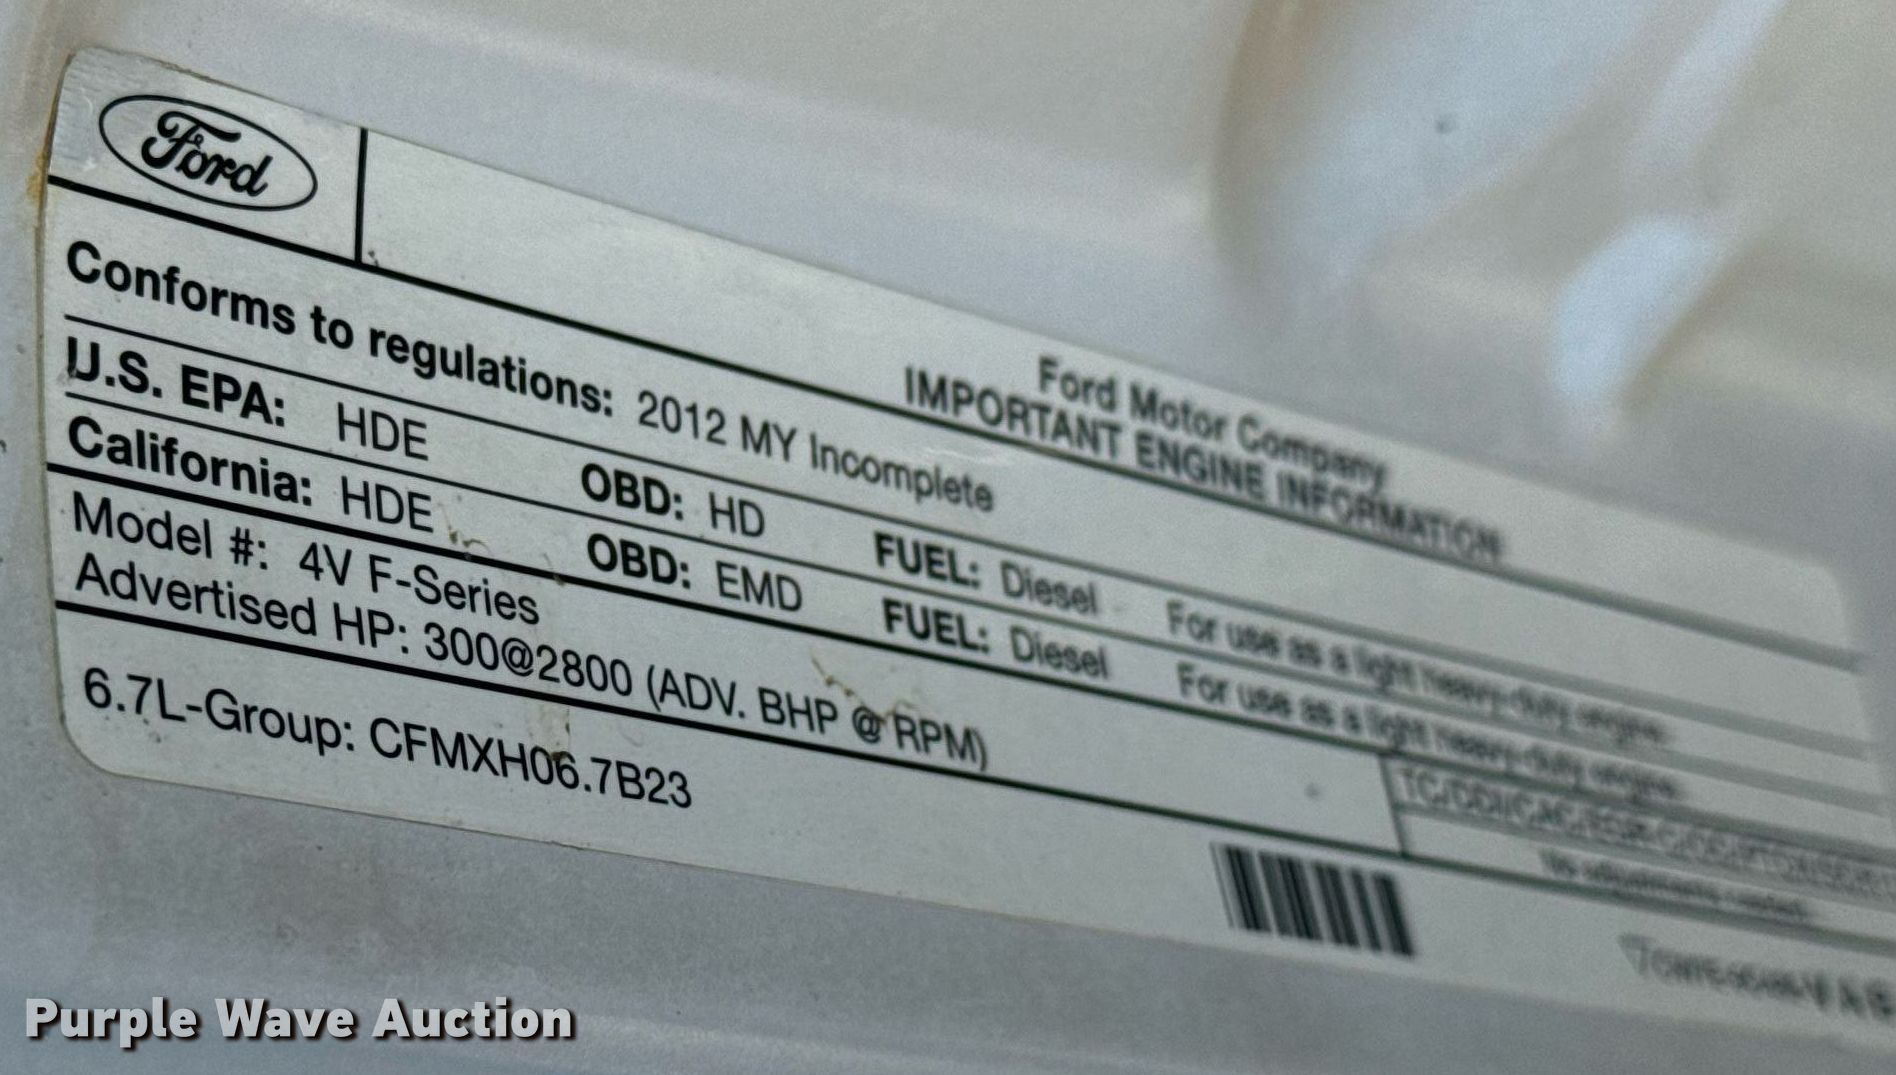 Ford
Ford Motor Company
IMPORTANT ENGINE INFORMATION
Conforms to regulations: 2012 MY Incomplete
U.S. EPA: HDE OBD: HD FUEL: Diesel For use as a light heavy-duty engine.
California: HDE OBD: EMD FUEL: Diesel For use as a light heavy-duty engine.
Model #: 4V F-Series
Advertised HP: 300@2800 (ADV. BHP @ RPM)
No adjustments needed.
6.7L-Group: CFMXH06.7B23
Purple Wave Auction